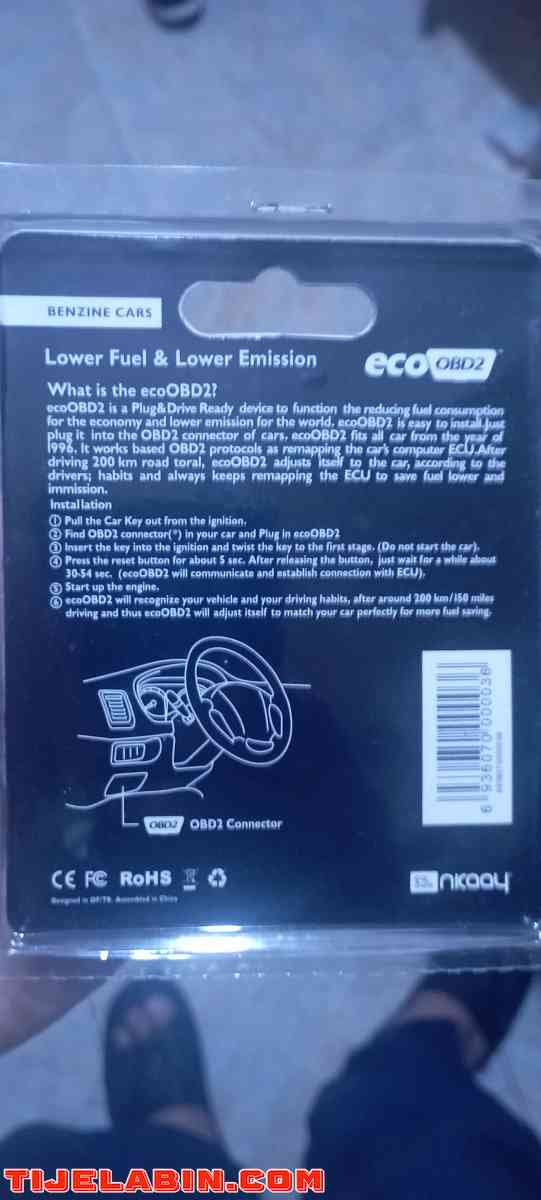 BENZINE CARS
Lower Fuel & Lower Emission
eco OBD2
What is the ecoOBD2?
ecoOBD2 is a Plug&Drive Ready device to function the reducing fuel consumption
for the economy and lower emission for the world. ecoOBD2 is easy to install.Just
plug it into the OBD2 connector of cars. ecoOBD2 fits all car from the year of
1996. It works based OBD2 protocols as remapping the car's computer ECU.After
driving 200 km road toral, ecoOBD2 adjusts itself to the car, according to the
drivers; habits and always keeps remapping the ECU to save fuel lower and
immission.
Installation
① Pull the Car Key out from the ignition.
② Find OBD2 connector(*) in your car and Plug in ecoOBD2
③ Insert the key into the ignition and twist the key to the first stage. (Do not start the car).
④ Press the reset button for about 5 sec. After releasing the button, just wait for a while about
30-54 sec. (ecoOBD2 will communicate and establish connection with ECU).
⑤ Start up the engine.
⑥ ecoOBD2 will recognize your vehicle and your driving habits, after around 200 km/150 miles
driving and thus ecoOBD2 will adjust itself to match your car perfectly for more fuel saving.
6 936070 000036
OBD2 OBD2 Connector
CE FC RoHS
Assembled in China
TIJELABIN.COM